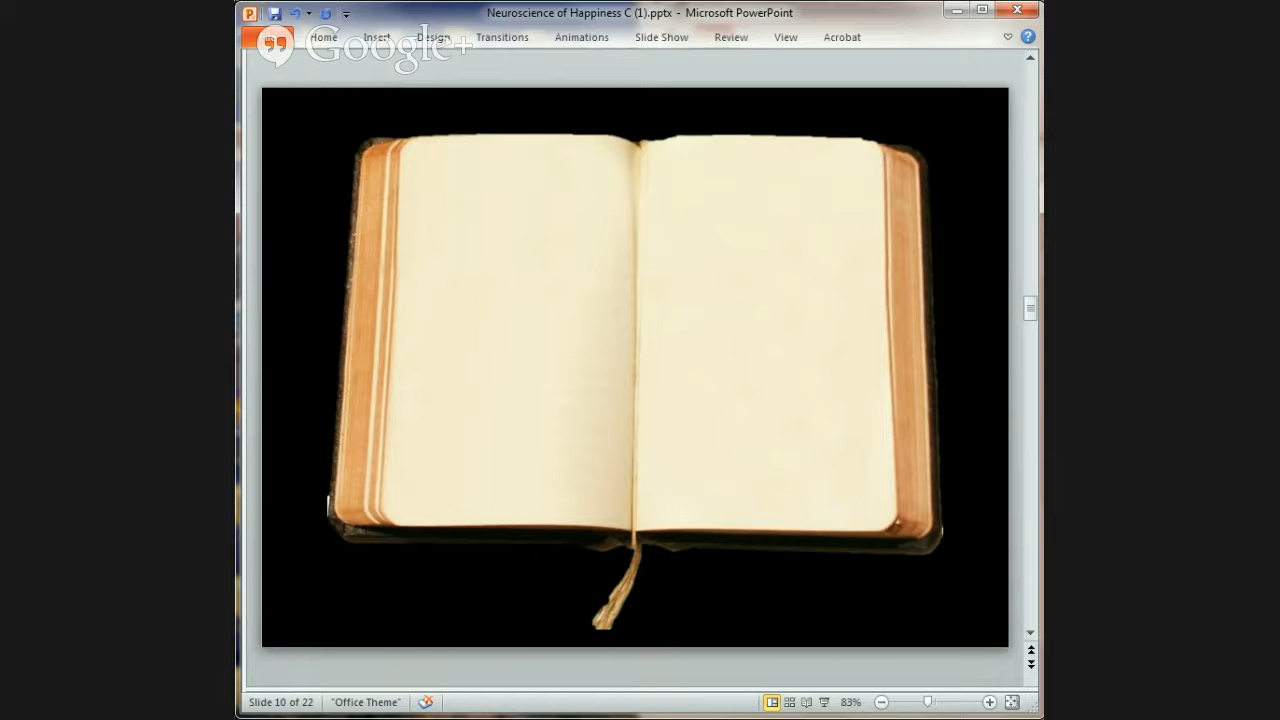 Neuroscience of Happiness C (1).pptx - Microsoft PowerPoint
Home Insert Design Transitions Animations Slide Show Review View Acrobat
Google+
Slide 10 of 22 "Office Theme" 83%